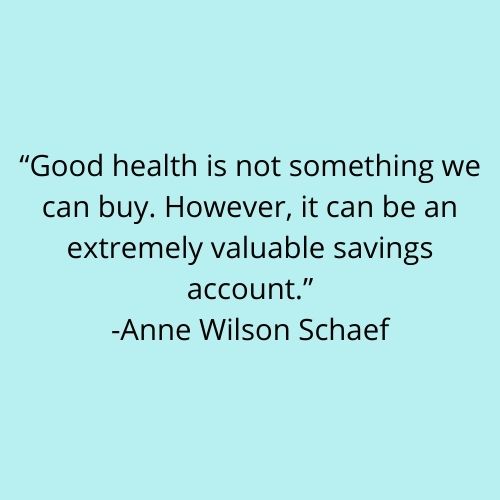 “Good health is not something we
can buy. However, it can be an
extremely valuable savings
account.”
-Anne Wilson Schaef